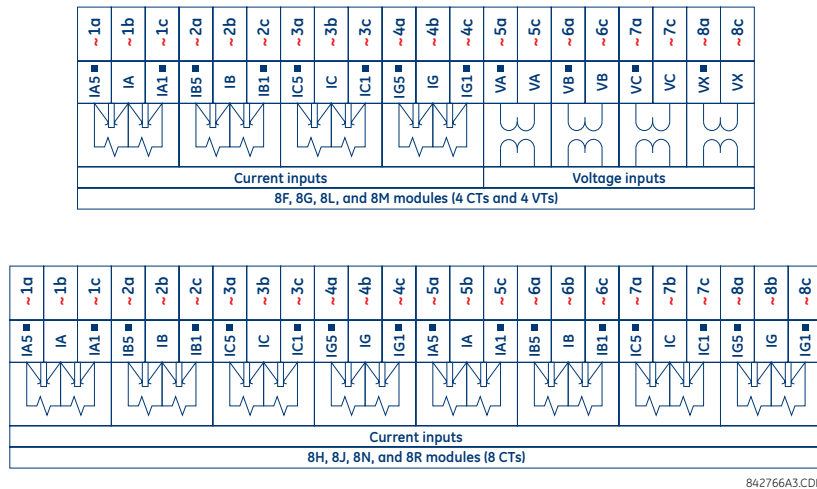 ~1a ~1b ~1c ~2a ~2b ~2c ~3a ~3b ~3c ~4a ~4b ~4c ~5a ~5c ~6a ~6c ~7a ~7c ~8a ~8c
IA5 IA IA1 IB5 IB IB1 IC5 IC IC1 IG5 IG IG1 VA VA VB VB VC VC VX VX
Current inputs Voltage inputs
8F, 8G, 8L, and 8M modules (4 CTs and 4 VTs)
~1a ~1b ~1c ~2a ~2b ~2c ~3a ~3b ~3c ~4a ~4b ~4c ~5a ~5b ~5c ~6a ~6b ~6c ~7a ~7b ~7c ~8a ~8b ~8c
IA5 IA IA1 IB5 IB IB1 IC5 IC IC1 IG5 IG IG1 IA5 IA IA1 IB5 IB IB1 IC5 IC IC1 IG5 IG IG1
Current inputs
8H, 8J, 8N, and 8R modules (8 CTs)